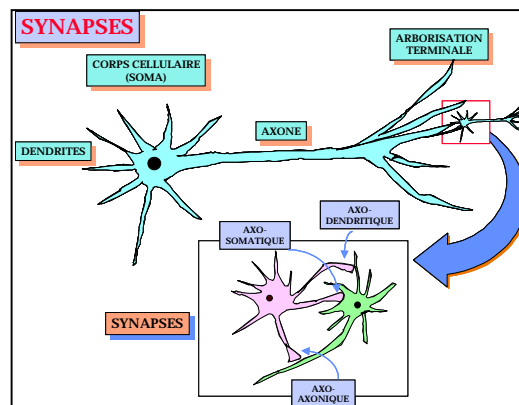 SYNAPSES
ARBORISATION
TERMINALE
CORPS CELLULAIRE
(SOMA)
AXONE
DENDRITES
AXO-
DENDRITIQUE
AXO-
SOMATIQUE
SYNAPSES
AXO-
AXONIQUE